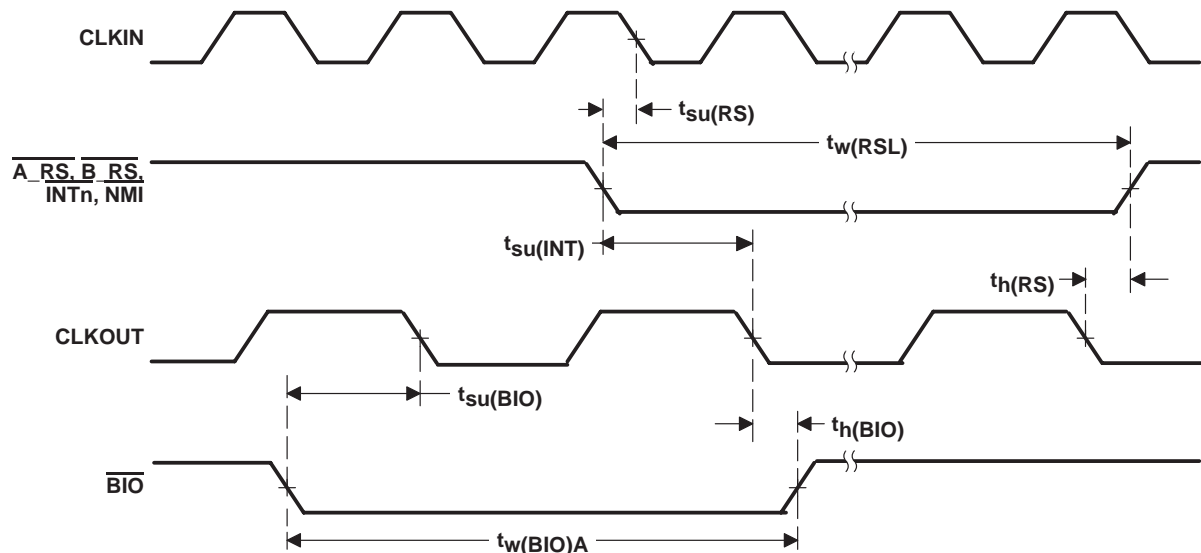 CLKIN
tsu(RS)
tw(RSL)
A_RS, B_RS,
INTn, NMI
tsu(INT)
th(RS)
CLKOUT
tsu(BIO)
th(BIO)
BIO
tw(BIO)A